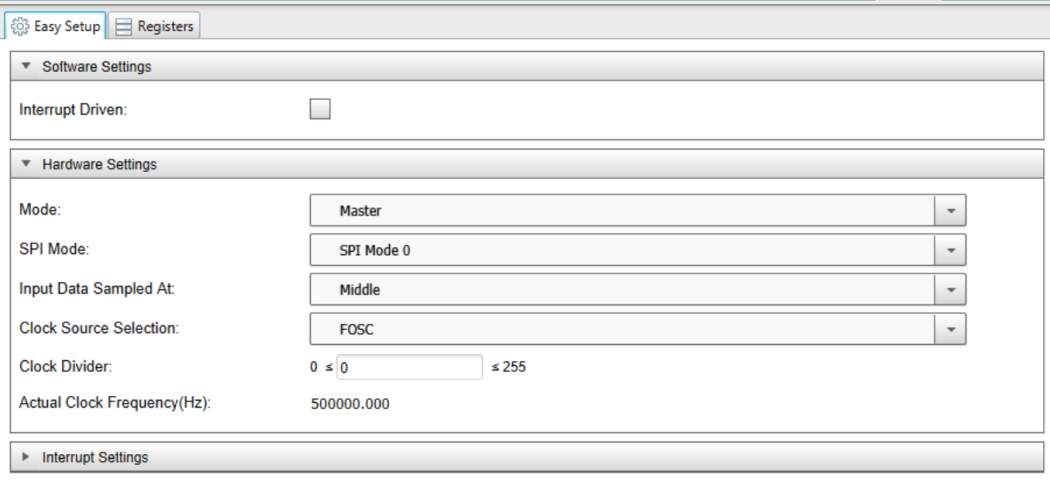 Easy Setup Registers
Software Settings
Interrupt Driven:
Hardware Settings
Mode: Master
SPI Mode: SPI Mode 0
Input Data Sampled At: Middle
Clock Source Selection: FOSC
Clock Divider: 0 ≤ 0 ≤ 255
Actual Clock Frequency(Hz): 500000.000
Interrupt Settings